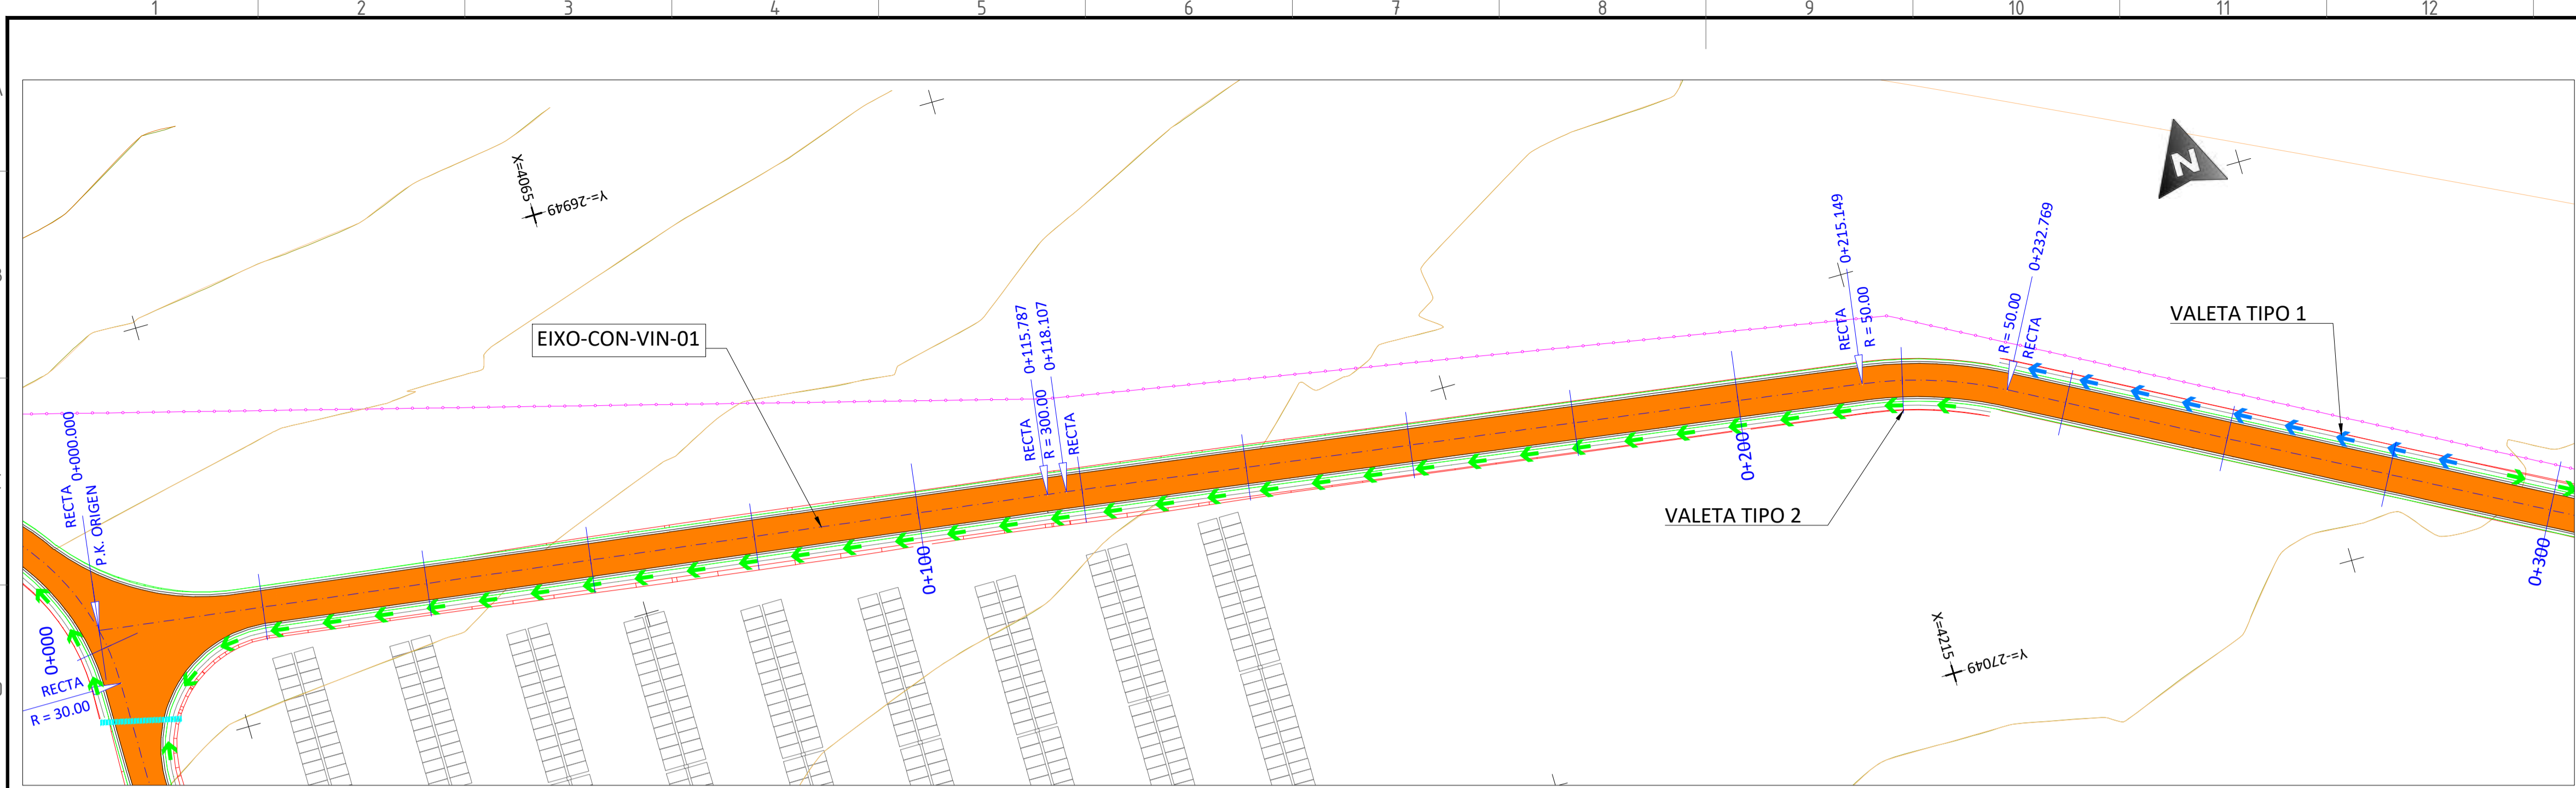 1
2
3
4
5
6
7
8
9
10
11
12
X=4065
Y=-26949
N
EIXO-CON-VIN-01
RECTA 0+115.787
R = 300.00 0+118.107
RECTA
RECTA 0+215.149
R = 50.00
R = 50.00 0+232.769
RECTA
VALETA TIPO 1
RECTA 0+000.000
P.K. ORIGEN
0+100
0+200
VALETA TIPO 2
0+300
0+000
RECTA
R = 30.00
X=4215
Y=-27049